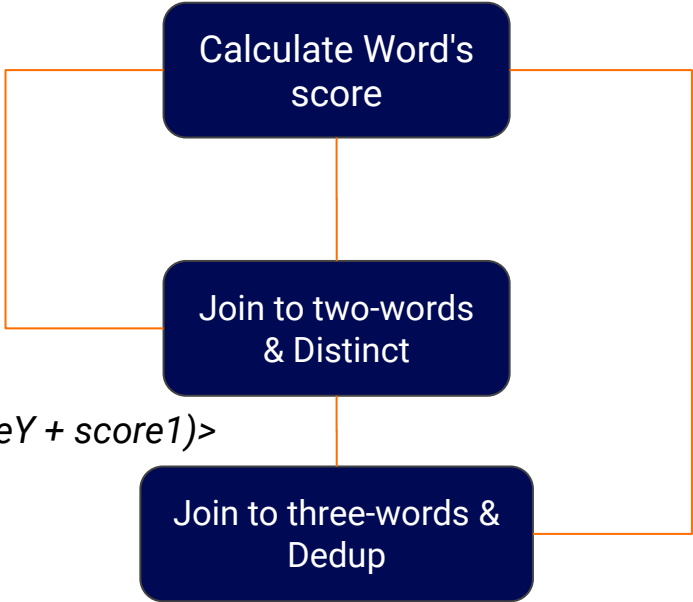 Calculate Word's
score
Join to two-words
& Distinct
eY + score1)>
Join to three-words &
Dedup